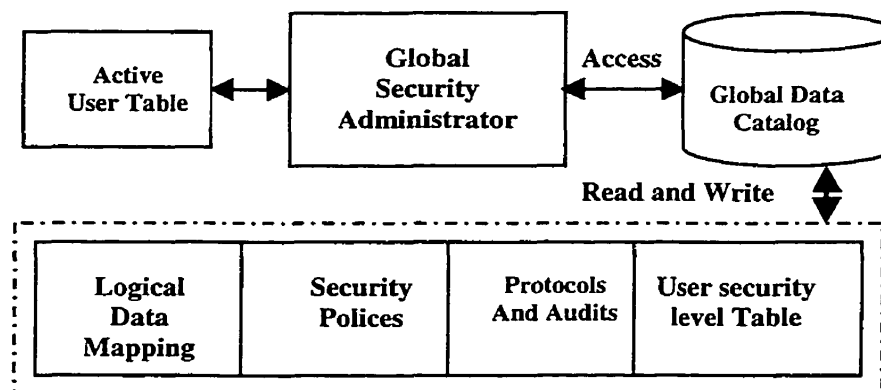 Active
User Table
Global
Security
Administrator
Access
Global Data
Catalog
Read and Write
Logical
Data
Mapping
Security
Polices
Protocols
And Audits
User security
level Table